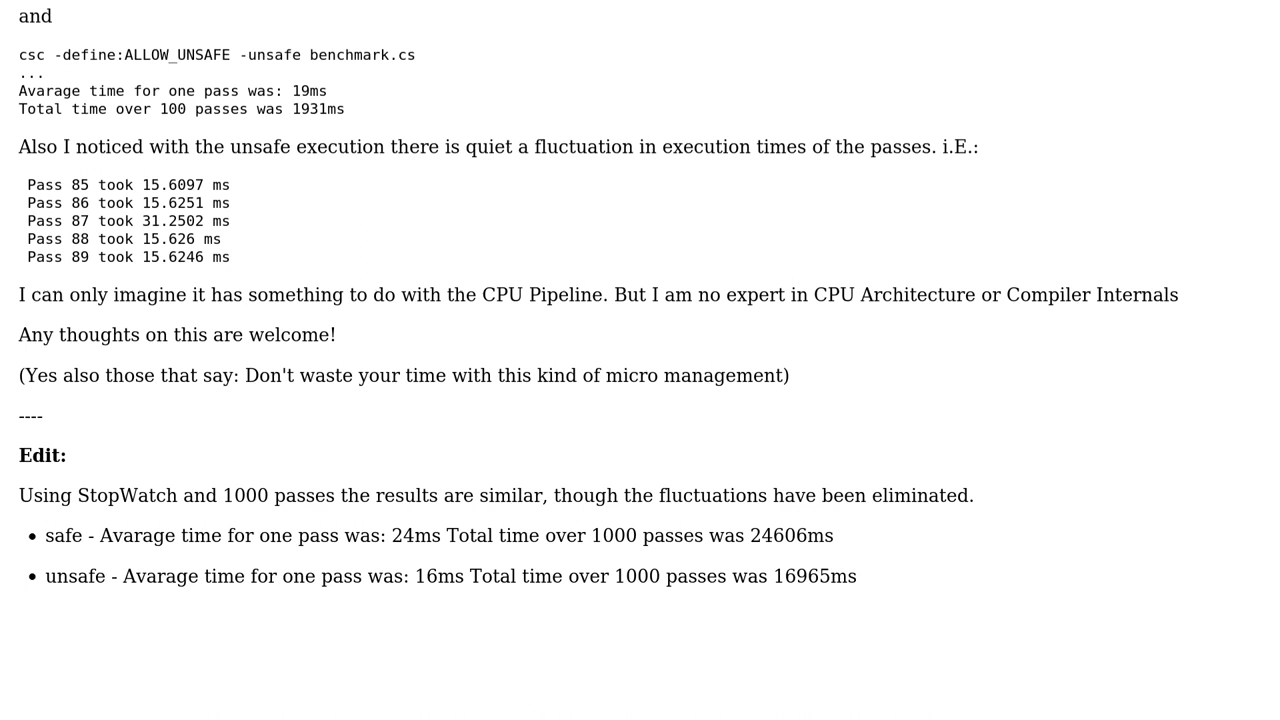 and
csc -define:ALLOW_UNSAFE -unsafe benchmark.cs
...
Avarage time for one pass was: 19ms
Total time over 100 passes was 1931ms
Also I noticed with the unsafe execution there is quiet a fluctuation in execution times of the passes. i.E.:
Pass 85 took 15.6097 ms
Pass 86 took 15.6251 ms
Pass 87 took 31.2502 ms
Pass 88 took 15.626 ms
Pass 89 took 15.6246 ms
I can only imagine it has something to do with the CPU Pipeline. But I am no expert in CPU Architecture or Compiler Internals
Any thoughts on this are welcome!
(Yes also those that say: Don't waste your time with this kind of micro management)
----
Edit:
Using StopWatch and 1000 passes the results are similar, though the fluctuations have been eliminated.
• safe - Avarage time for one pass was: 24ms Total time over 1000 passes was 24606ms
• unsafe - Avarage time for one pass was: 16ms Total time over 1000 passes was 16965ms